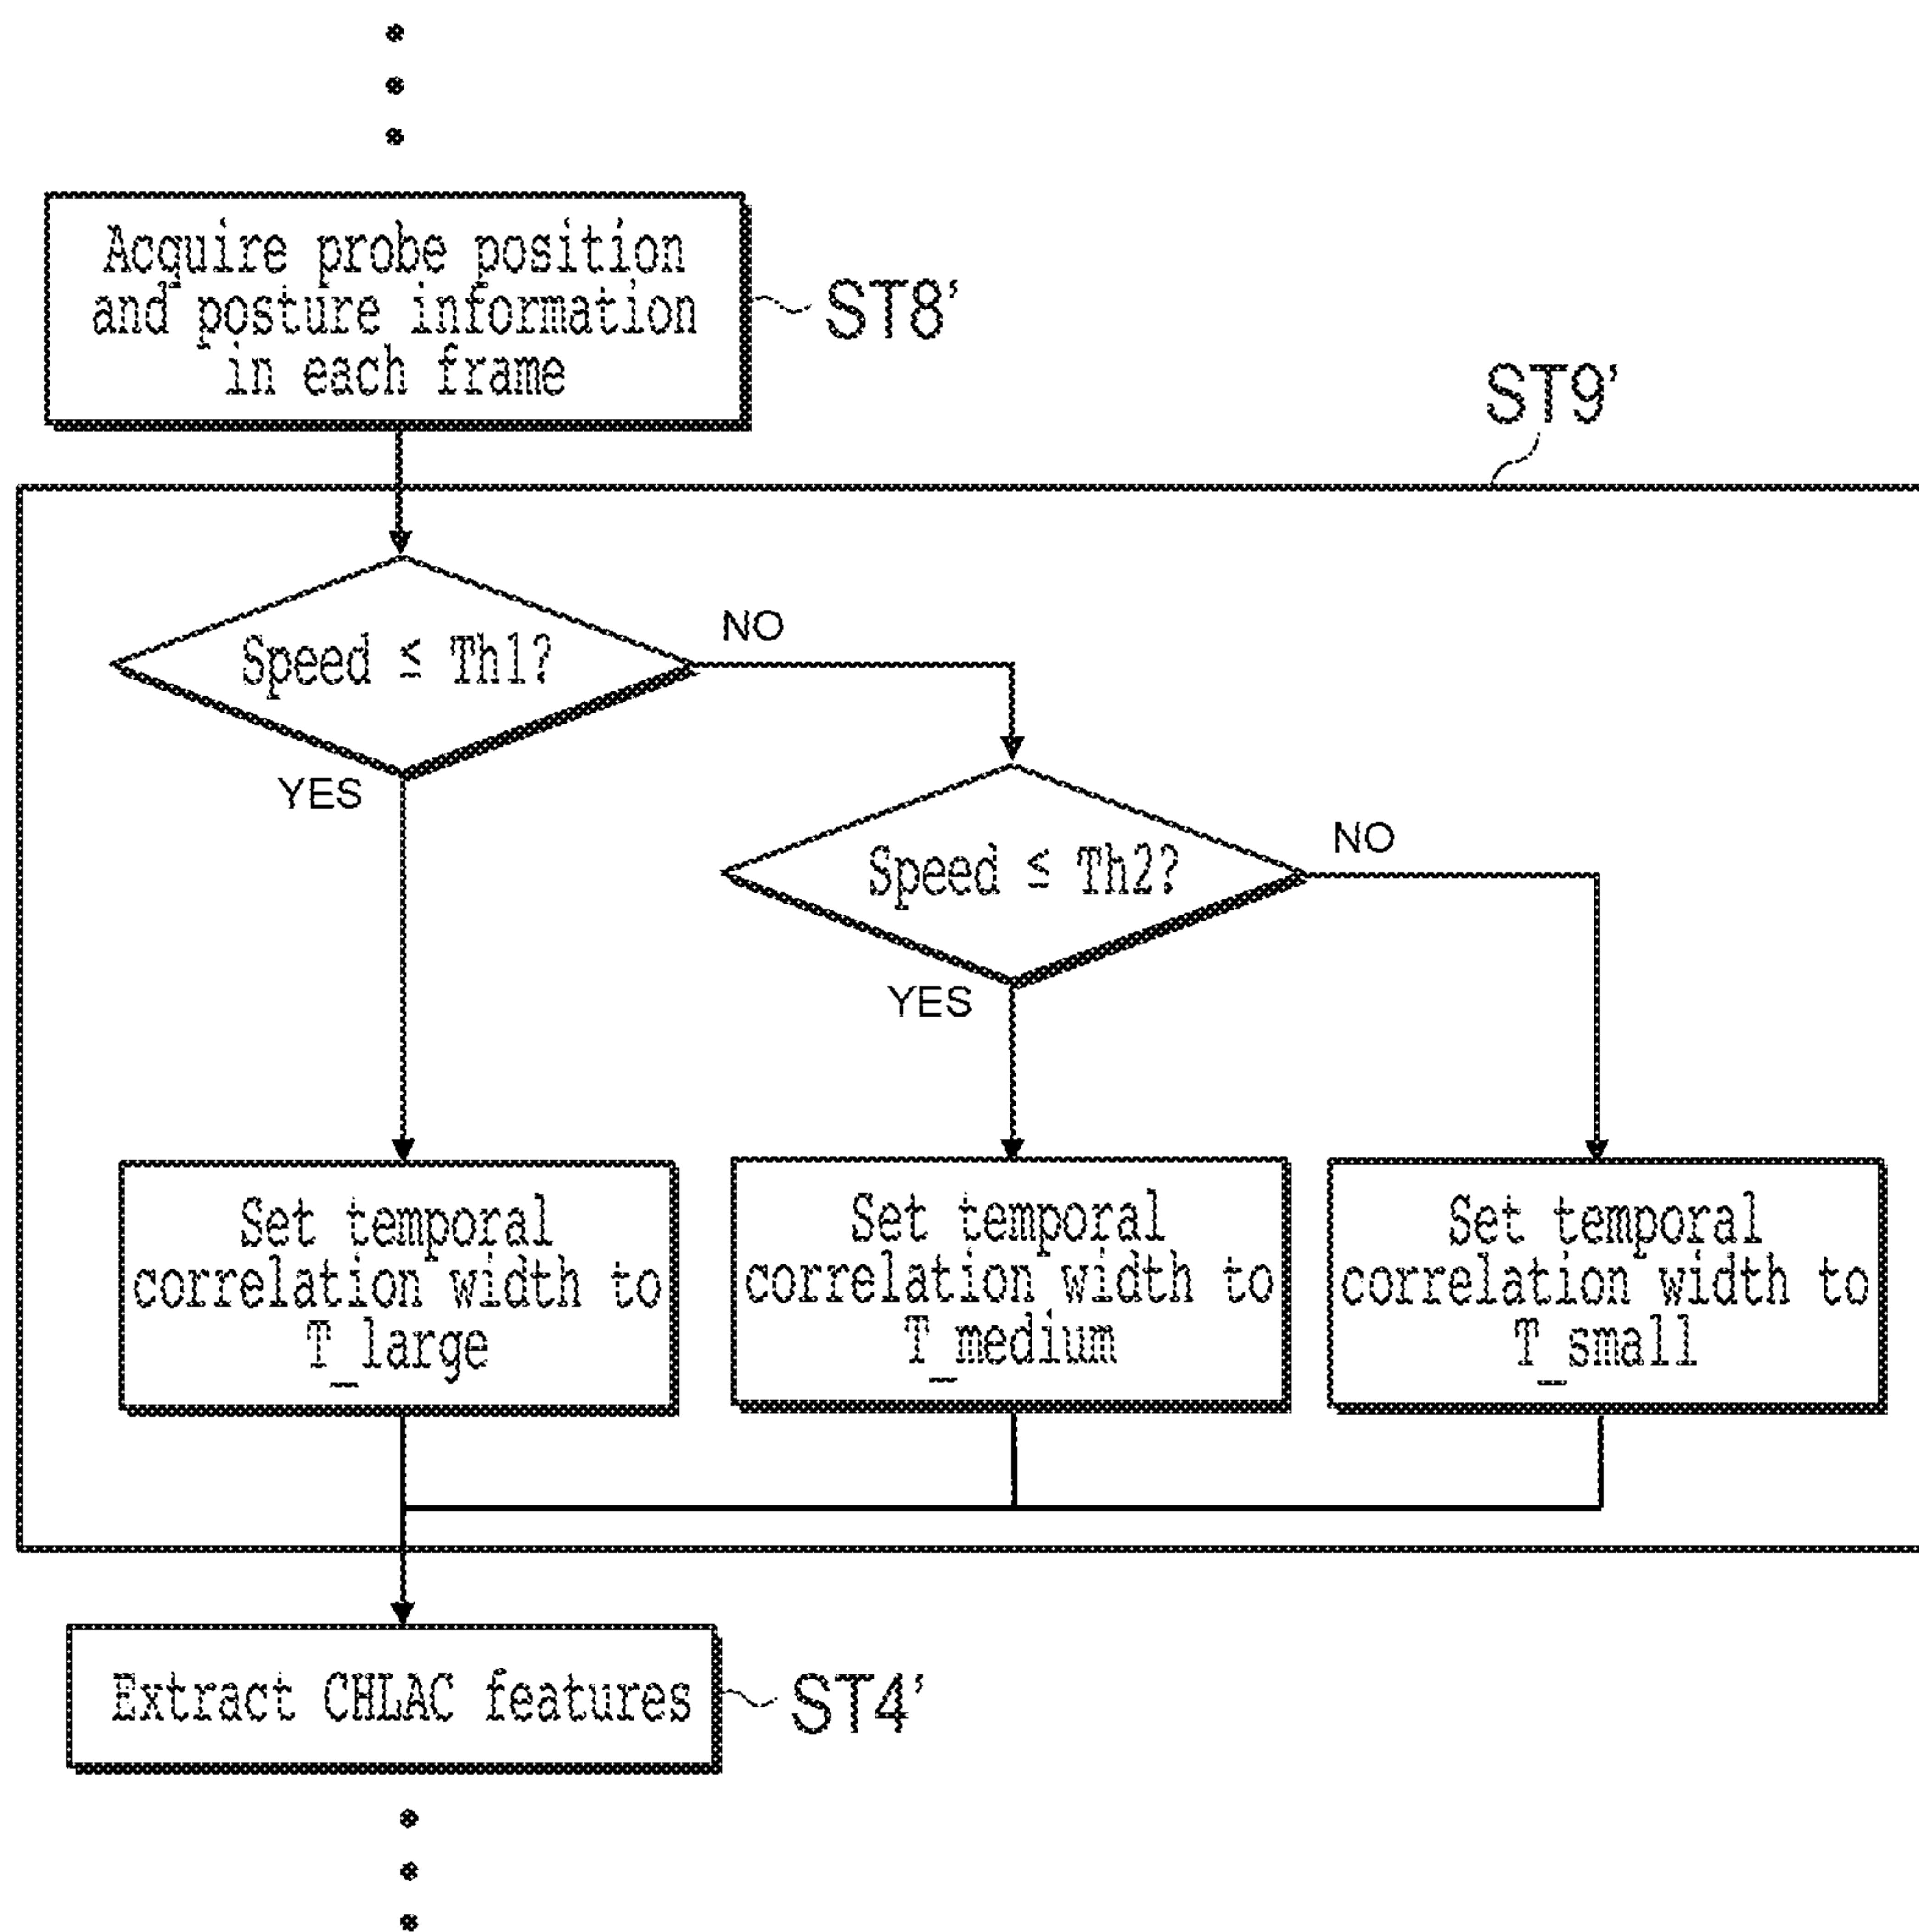 Acquire probe position
and posture information
in each frame
ST8’
ST9’
Speed ≤ Th1?
NO
YES
Speed ≤ Th2?
NO
YES
Set temporal
correlation width to
T_large
Set temporal
correlation width to
T_medium
Set temporal
correlation width to
T_small
Extract CHLAC features
ST4’